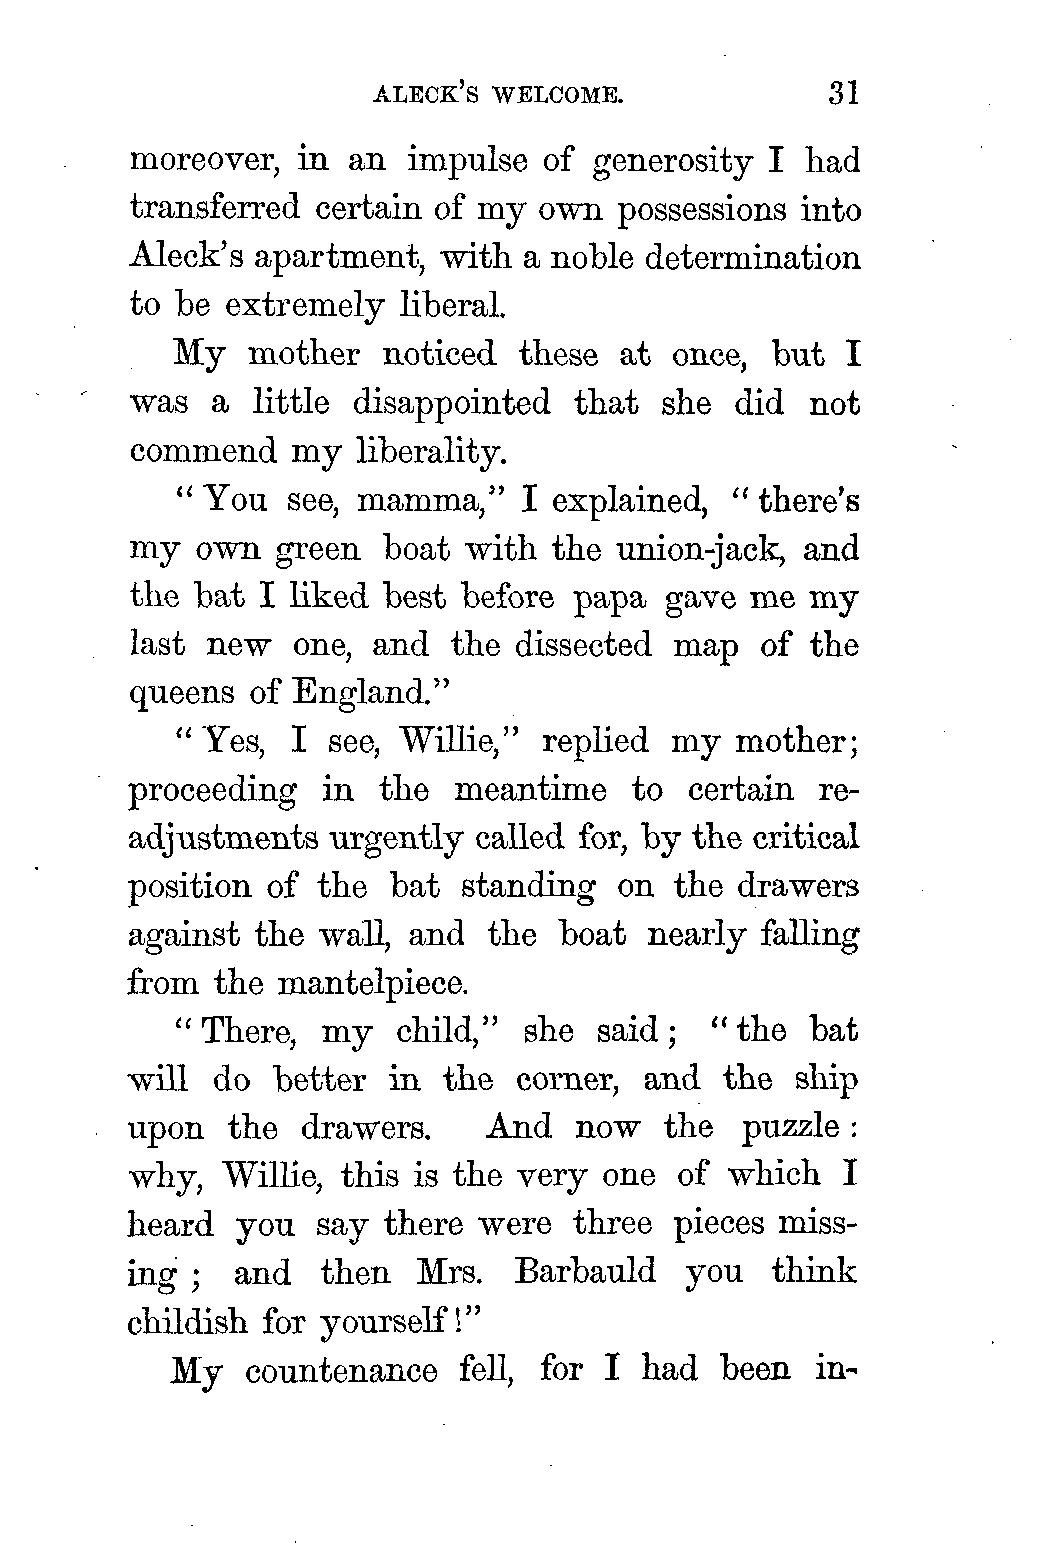 ALECK'S WELCOME. 31
moreover, in an impulse of generosity I had
transferred certain of my own possessions into
Aleck's apartment, with a noble determination
to be extremely liberal.
My mother noticed these at once, but I
was a little disappointed that she did not
commend my liberality.
"You see, mamma," I explained, "there's
my own green boat with the union-jack, and
the bat I liked best before papa gave me my
last new one, and the dissected map of the
queens of England."
"Yes, I see, Willie," replied my mother;
proceeding in the meantime to certain re-
adjustments urgently called for, by the critical
position of the bat standing on the drawers
against the wall, and the boat nearly falling
from the mantelpiece.
"There, my child," she said; "the bat
will do better in the corner, and the ship
upon the drawers. And now the puzzle:
why, Willie, this is the very one of which I
heard you say there were three pieces miss-
ing; and then Mrs. Barbauld you think
childish for yourself!"
My countenance fell, for I had been in-